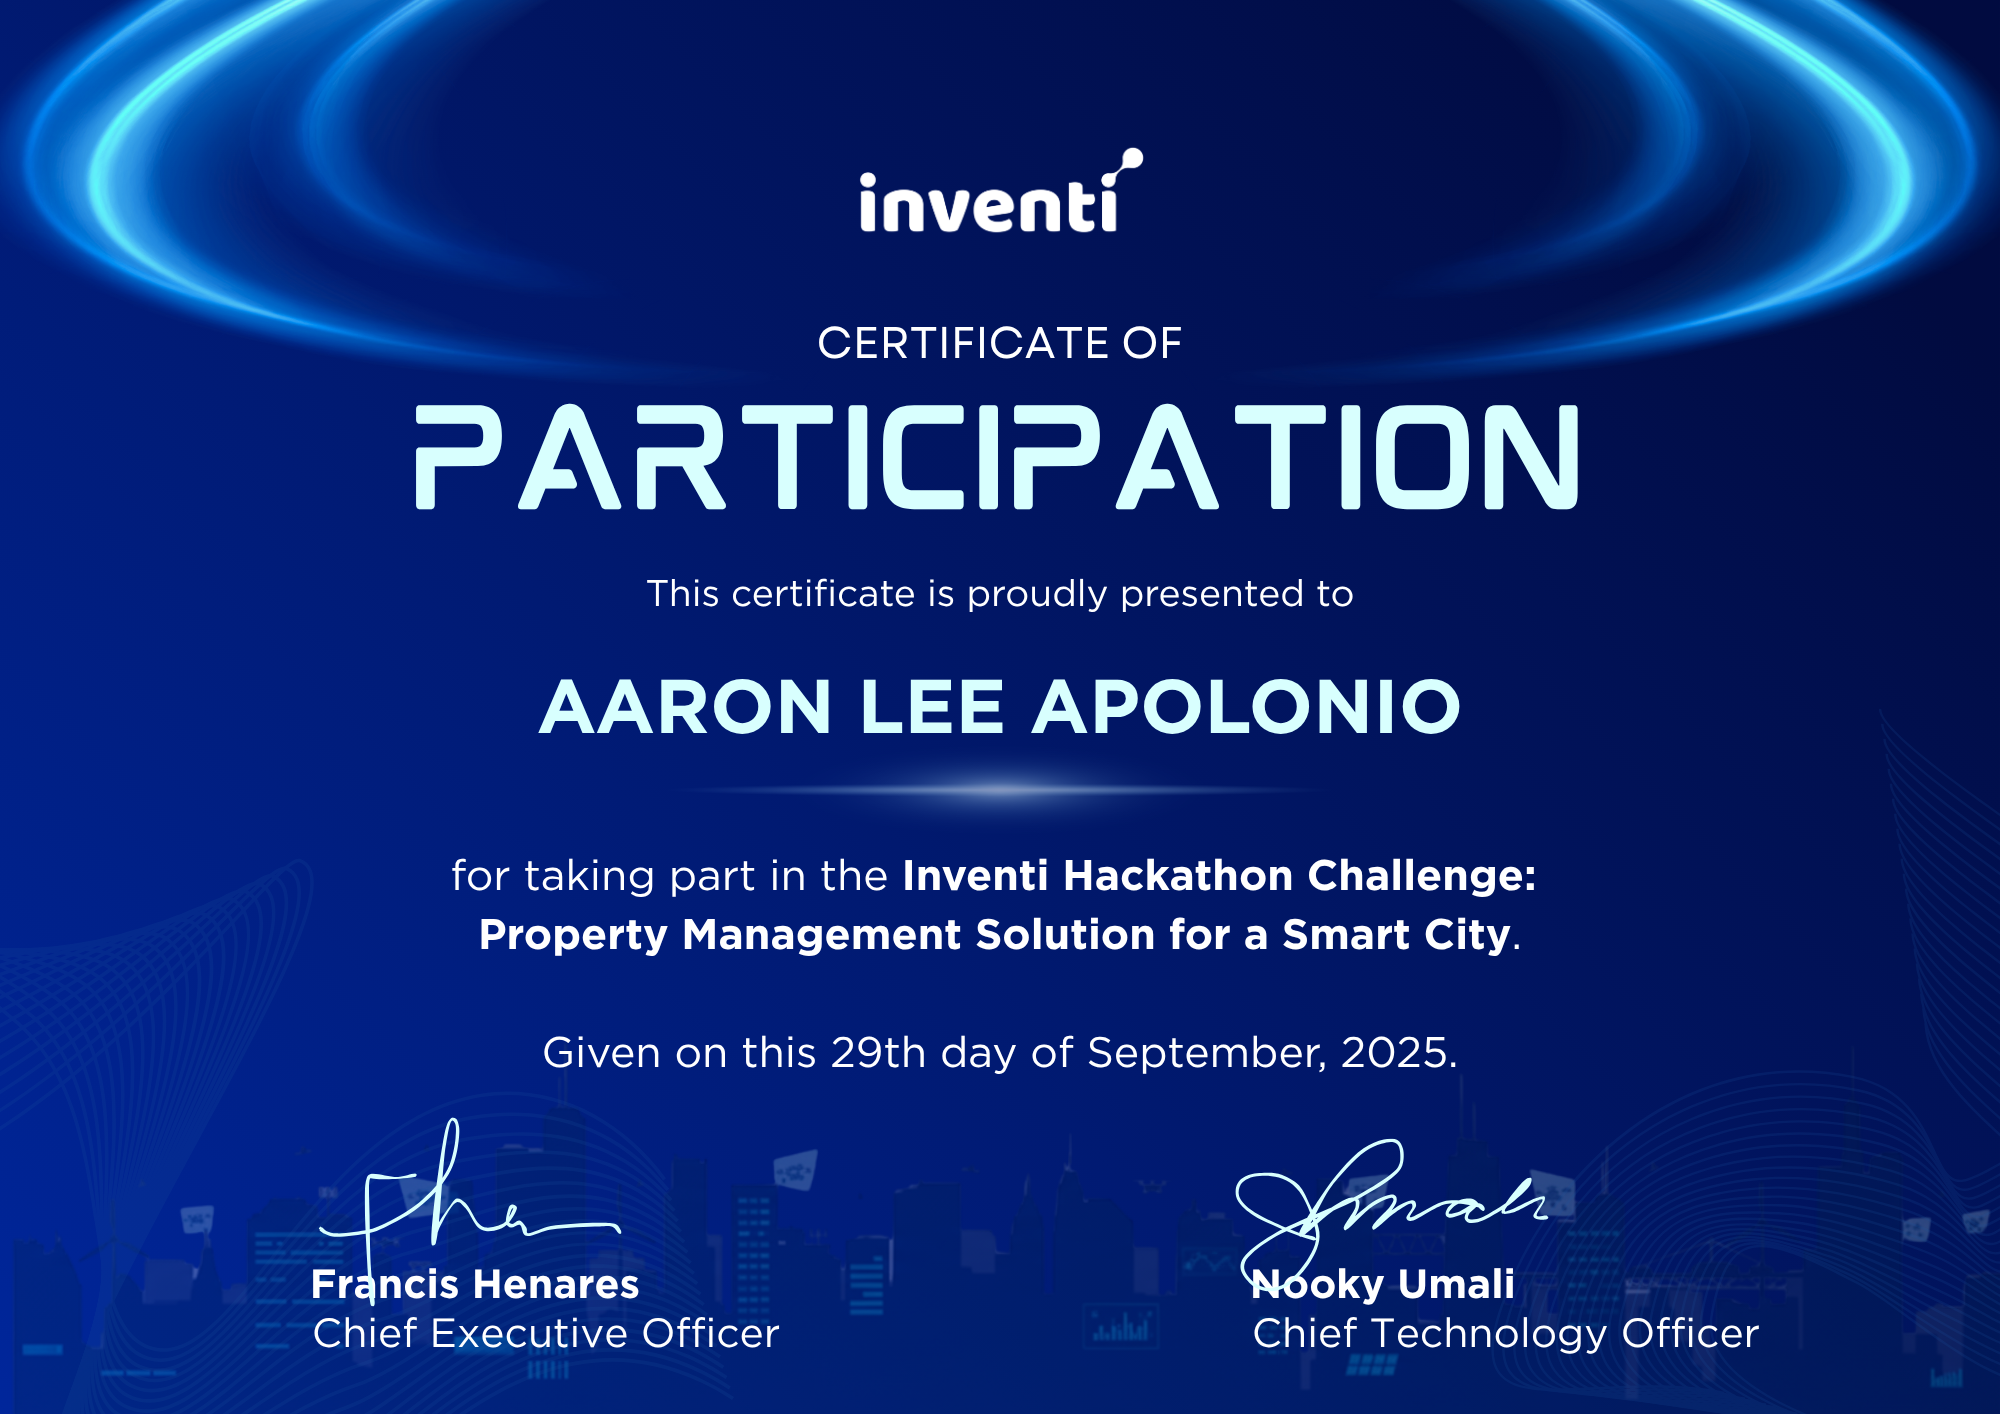 inventi
CERTIFICATE OF
PARTICIPATION
This certificate is proudly presented to
AARON LEE APOLONIO
for taking part in the Inventi Hackathon Challenge:
Property Management Solution for a Smart City.
Given on this 29th day of September, 2025.
Francis Henares
Chief Executive Officer
Nooky Umali
Chief Technology Officer